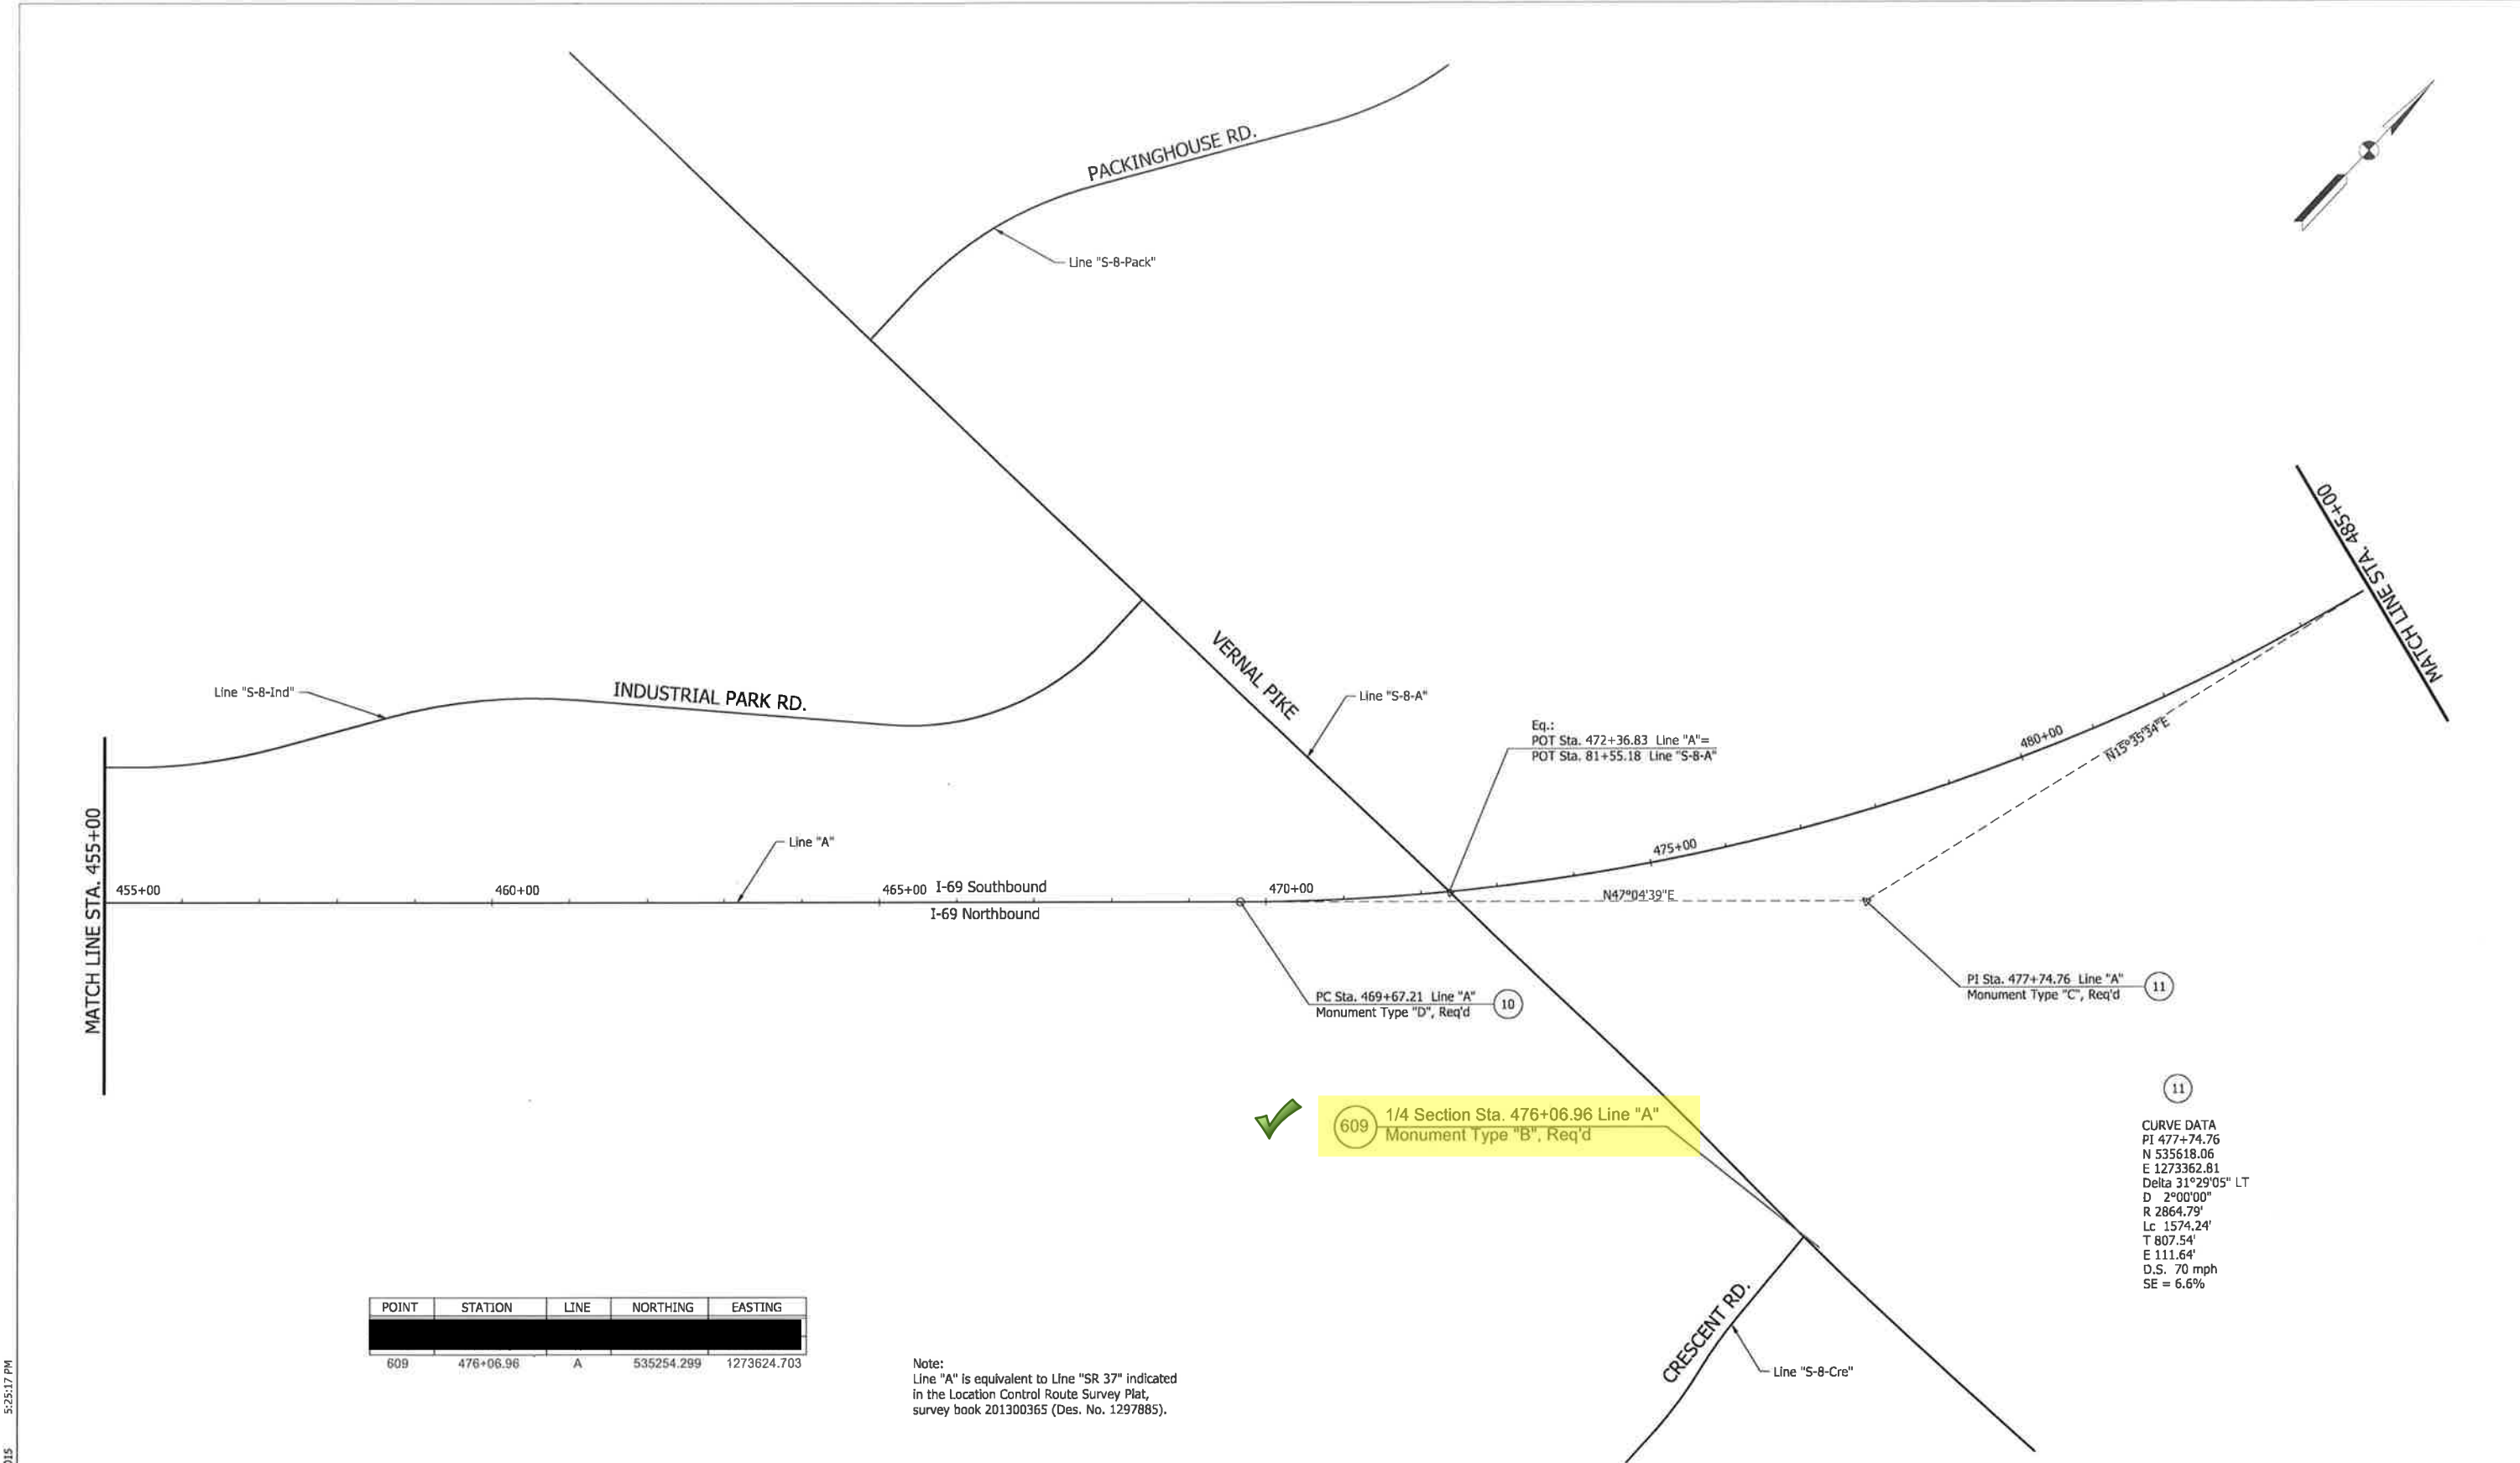 PACKINGHOUSE RD.
Line "S-8-Pack"
MATCH LINE STA. 485+00
VERNAL PIKE
Line "S-8-Ind"
INDUSTRIAL PARK RD.
Line "S-8-A"
Eq.:
POT Sta. 472+36.83 Line "A"=
POT Sta. 81+55.18 Line "S-8-A"
480+00
N15°35'34"E
MATCH LINE STA. 455+00
Line "A"
475+00
455+00
460+00
465+00
I-69 Southbound
470+00
N47°04'39"E
I-69 Northbound
PC Sta. 469+67.21 Line "A"
Monument Type "D", Req'd
10
PI Sta. 477+74.76 Line "A"
Monument Type "C", Req'd
11
609
1/4 Section Sta. 476+06.96 Line "A"
Monument Type "B", Req'd
11
CURVE DATA
PI 477+74.76
N 535618.06
E 1273362.81
Delta 31°29'05" LT
D 2°00'00"
R 2864.79'
Lc 1574.24'
T 807.54'
E 111.64'
D.S. 70 mph
SE = 6.6%
POINT STATION LINE NORTHING EASTING
609 476+06.96 A 535254.299 1273624.703
Note:
Line "A" is equivalent to Line "SR 37" indicated
in the Location Control Route Survey Plat,
survey book 201300365 (Des. No. 1297885).
CRESCENT RD.
Line "S-8-Cre"
5:25:17 PM